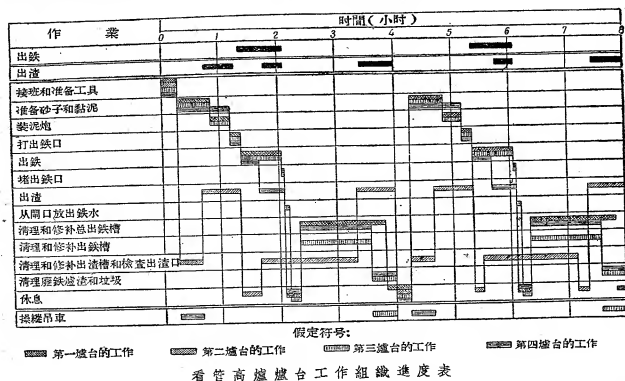 作 業
時間(小时)
0 1 2 3 4 5 6 7 8
出鉄
出渣
接班和准备工具
准备砂子和黏泥
装泥炮
打出鉄口
出鉄
堵出鉄口
出渣
从閘口放出鉄水
清理和修补总出鉄槽
清理和修补出鉄槽
清理和修补出渣槽和檢查出渣口
清理廢鉄爐渣和垃圾
休息
操縱吊車
假定符号:
第一爐台的工作 第二爐台的工作 第三爐台的工作 第四爐台的工作
看管高爐爐台工作組織進度表